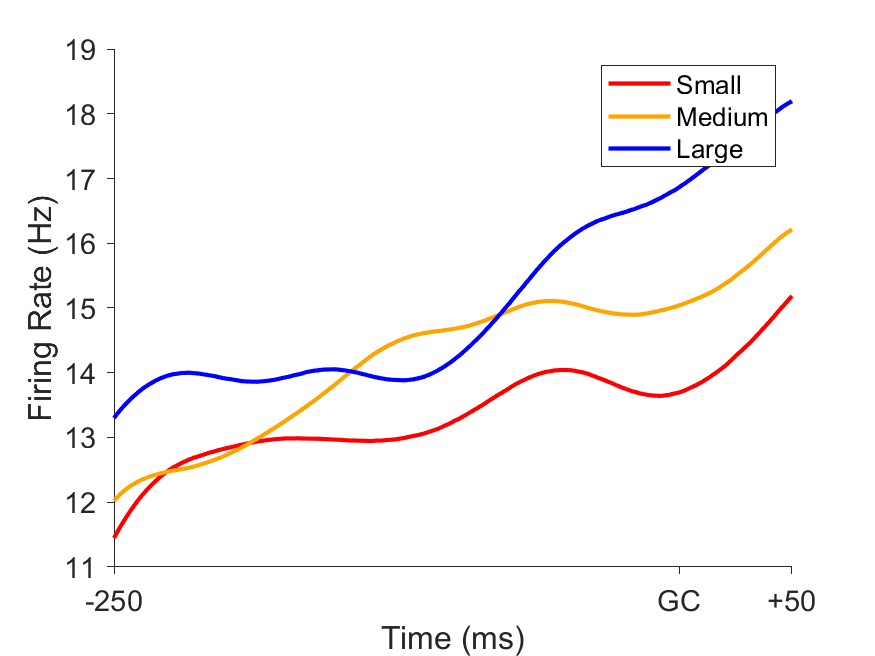 19
18
17
16
15
14
13
12
11
Firing Rate (Hz)
Small
Medium
Large
-250
GC
+50
Time (ms)